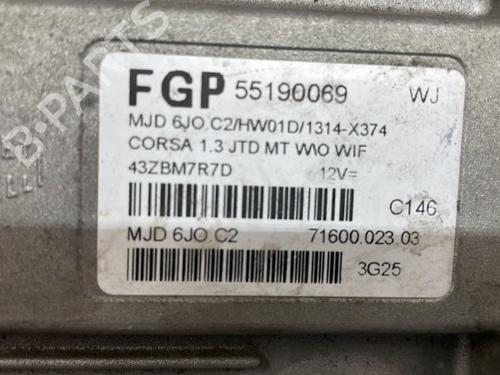 B-PARTS
FGP 55190069 WJ
MJD 6JO.C2/HW01D/1314-X374
CORSA 1.3 JTD MT W\O WIF
43ZBM7R7D 12V=
C146
MJD 6JO.C2 71600.023.03
3G25